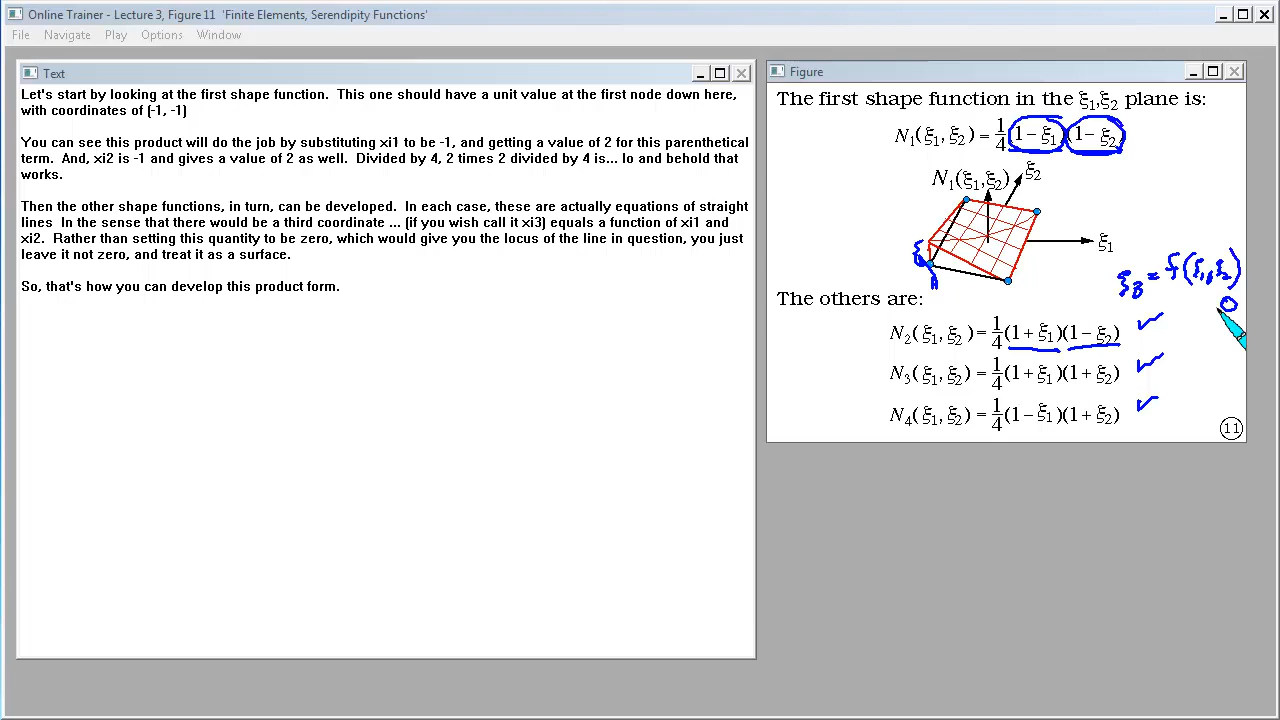 Online Trainer - Lecture 3, Figure 11 'Finite Elements, Serendipity Functions'
File Navigate Play Options Window
Text
Let's start by looking at the first shape function. This one should have a unit value at the first node down here,
with coordinates of (-1, -1)
You can see this product will do the job by substituting xi1 to be -1, and getting a value of 2 for this parenthetical
term. And, xi2 is -1 and gives a value of 2 as well. Divided by 4, 2 times 2 divided by 4 is... lo and behold that
works.
Then the other shape functions, in turn, can be developed. In each case, these are actually equations of straight
lines In the sense that there would be a third coordinate ... (if you wish call it xi3) equals a function of xi1 and
xi2. Rather than setting this quantity to be zero, which would give you the locus of the line in question, you just
leave it not zero, and treat it as a surface.
So, that's how you can develop this product form.
Figure
The first shape function in the ξ₁,ξ₂ plane is:
N₁(ξ₁, ξ₂) = 1/4 (1 − ξ₁)(1 − ξ₂)
N₁(ξ₁,ξ₂)
ξ₂
ξ₁
ξ₃ = f(ξ₁, ξ₂)
0
The others are:
N₂(ξ₁, ξ₂) = 1/4 (1 + ξ₁)(1 − ξ₂)
N₃(ξ₁, ξ₂) = 1/4 (1 + ξ₁)(1 + ξ₂)
N₄(ξ₁, ξ₂) = 1/4 (1 − ξ₁)(1 + ξ₂)
11